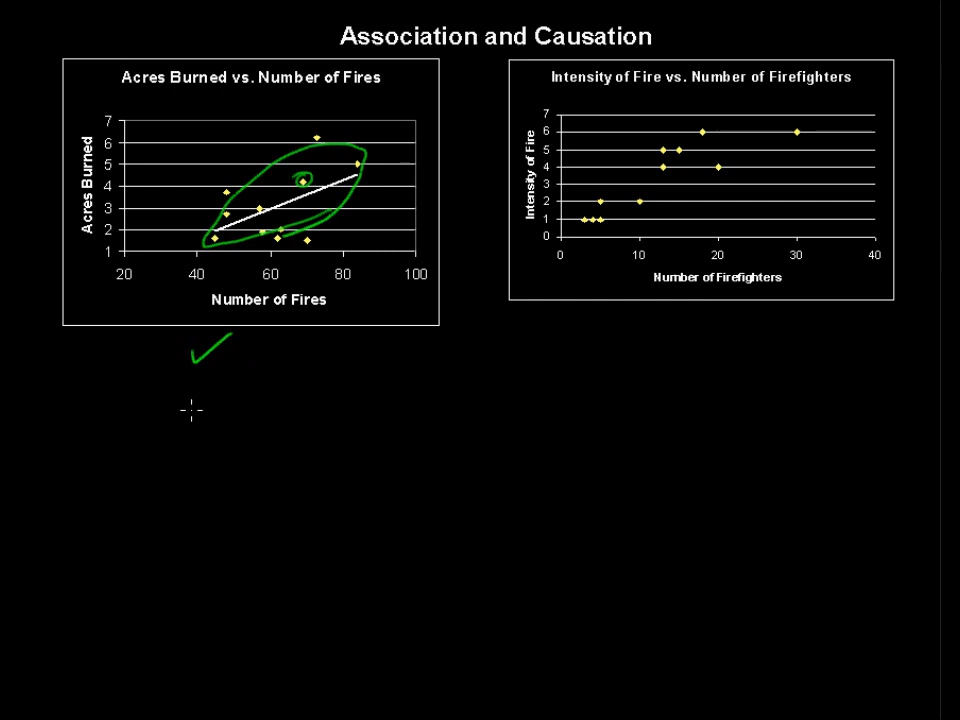 Association and Causation
Acres Burned vs. Number of Fires
Acres Burned
7
6
5
4
3
2
1
20 40 60 80 100
Number of Fires
Intensity of Fire vs. Number of Firefighters
Intensity of Fire
7
6
5
4
3
2
1
0
0 10 20 30 40
Number of Firefighters